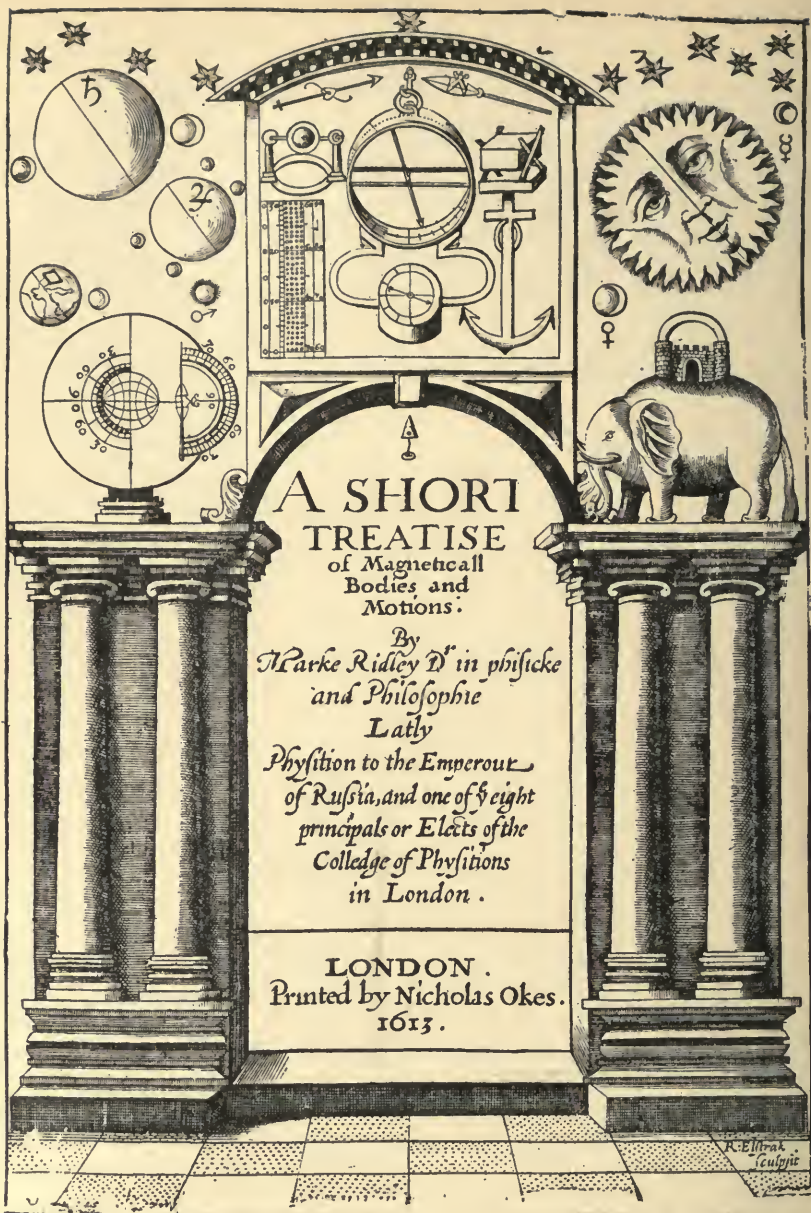 ♄
♃
☿
♂
♀
A SHORT
TREATISE
of Magneticall
Bodies and
Motions.
By
Marke Ridley Dʳ in phiſicke
and Philoſophie
Latly
Phyſition to the Emperour
of Ruſsia, and one of yͤ eight
principals or Elects of the
Colledge of Phyſitions
in London.
LONDON.
Printed by Nicholas Okes.
1613.
R: Elſtrak
ſculpſit